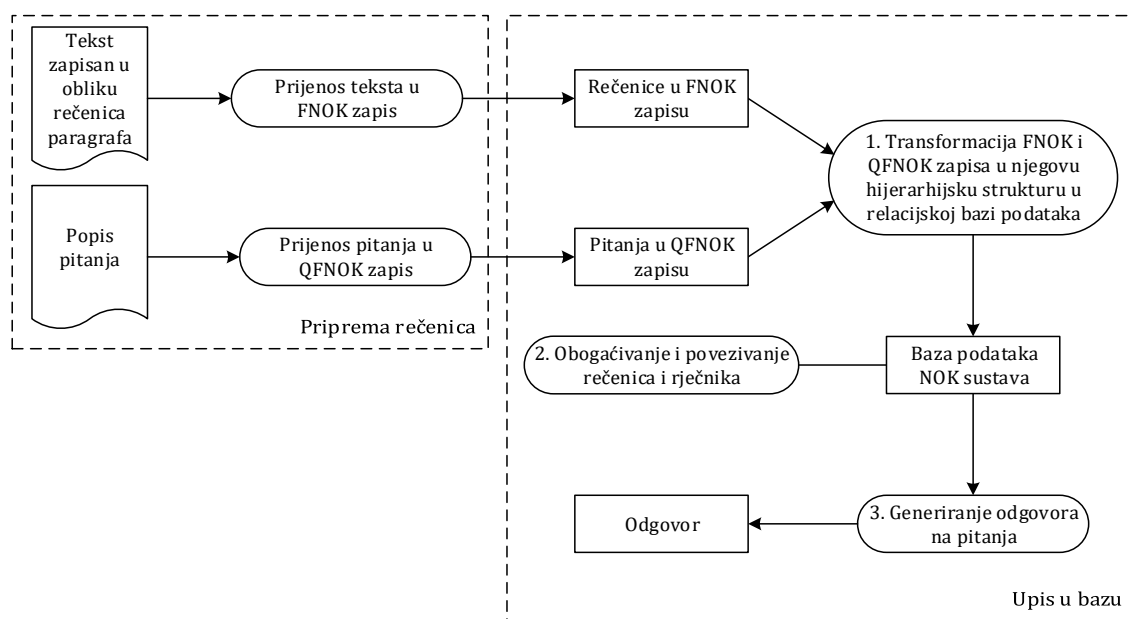 Tekst
zapisan u
obliku
rečenica
paragrafa
Prijenos teksta u
FNOK zapis
Rečenice u FNOK
zapisu
1. Transformacija FNOK i
QFNOK zapisa u njegovu
hijerarhijsku strukturu u
relacijskoj bazi podataka
Popis
pitanja
Prijenos pitanja u
QFNOK zapis
Pitanja u QFNOK
zapisu
Priprema rečenica
2. Obogaćivanje i povezivanje
rečenica i rječnika
Baza podataka
NOK sustava
Odgovor
3. Generiranje odgovora
na pitanja
Upis u bazu